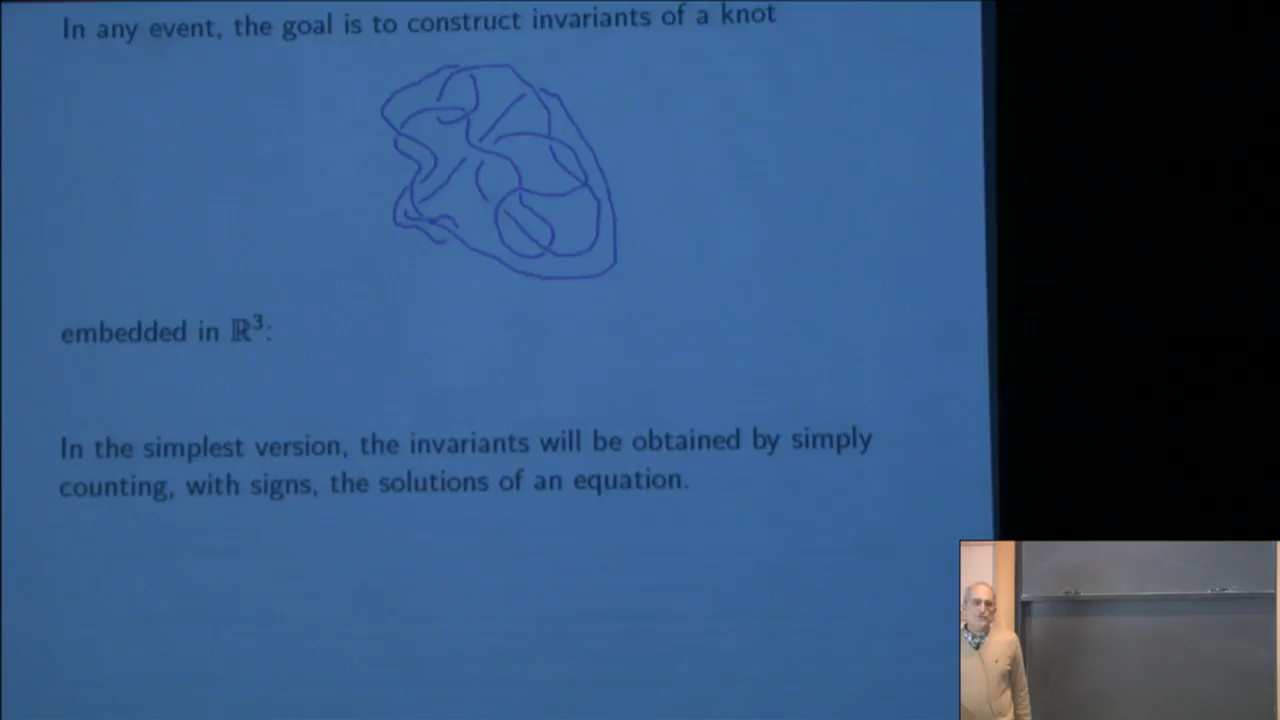 In any event, the goal is to construct invariants of a knot
embedded in ℝ³:
In the simplest version, the invariants will be obtained by simply
counting, with signs, the solutions of an equation.